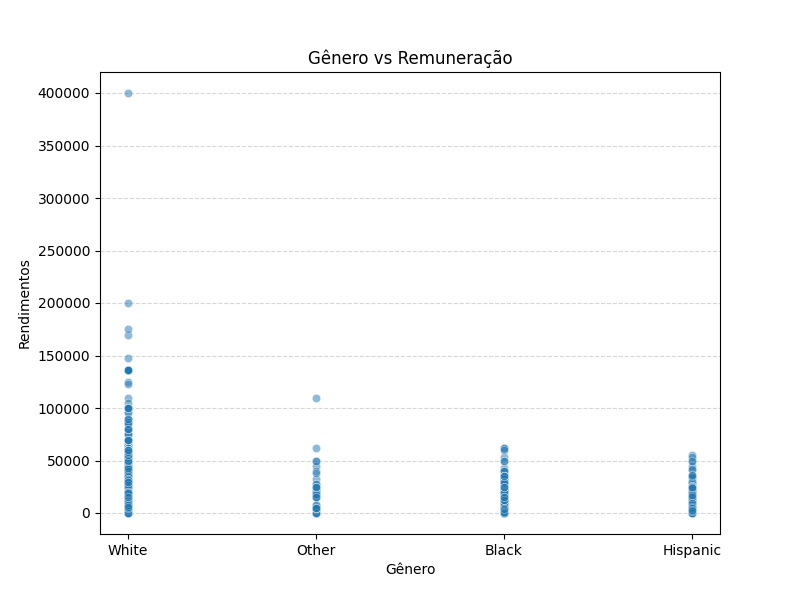 Gênero vs Remuneração
400000
350000
300000
250000
200000
150000
100000
50000
0
Rendimentos
White Other Black Hispanic
Gênero